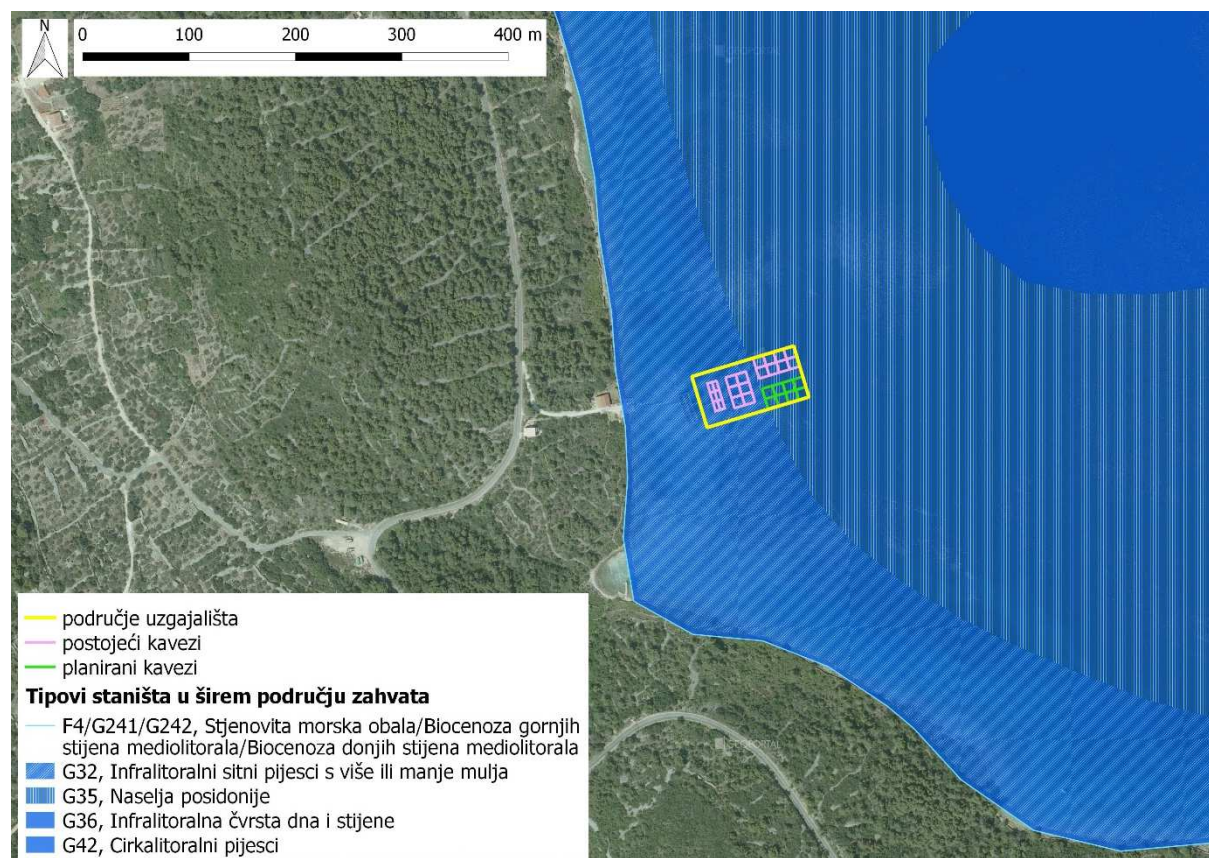 N
0 100 200 300 400 m
GEOPORTAL
GEOPORTAL
područje uzgajališta
postojeći kavezi
planirani kavezi
Tipovi staništa u širem području zahvata
F4/G241/G242, Stjenovita morska obala/Biocenoza gornjih
stijena mediolitorala/Biocenoza donjih stijena mediolitorala
G32, Infralitoralni sitni pijesci s više ili manje mulja
G35, Naselja posidonije
G36, Infralitoralna čvrsta dna i stijene
G42, Cirkalitoralni pijesci